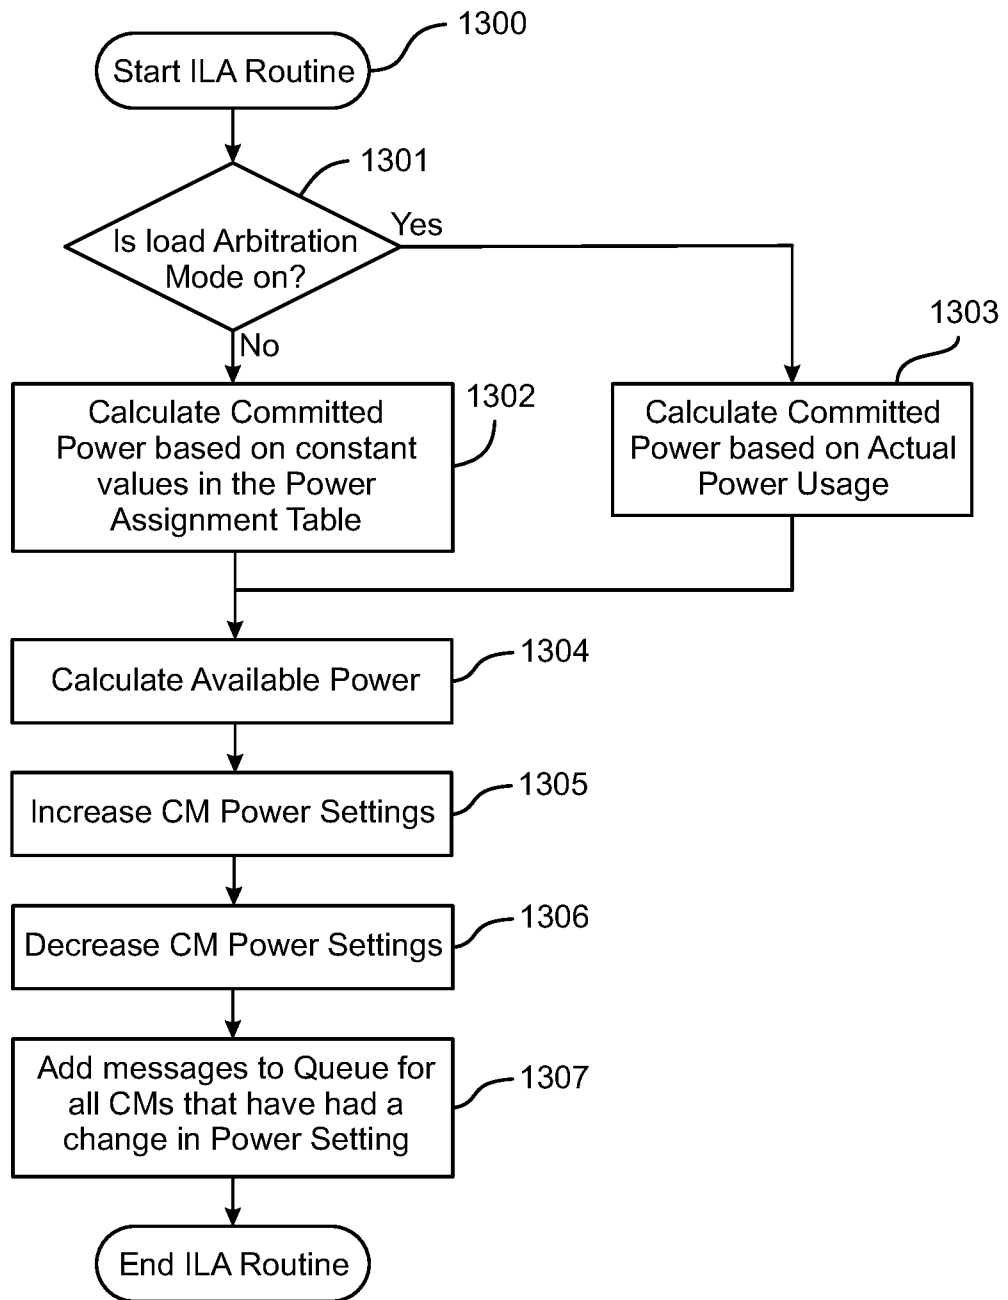 1300
Start ILA Routine
1301
Is load Arbitration
Mode on?
Yes
No
1302
Calculate Committed
Power based on constant
values in the Power
Assignment Table
1303
Calculate Committed
Power based on Actual
Power Usage
1304
Calculate Available Power
1305
Increase CM Power Settings
1306
Decrease CM Power Settings
1307
Add messages to Queue for
all CMs that have had a
change in Power Setting
End ILA Routine